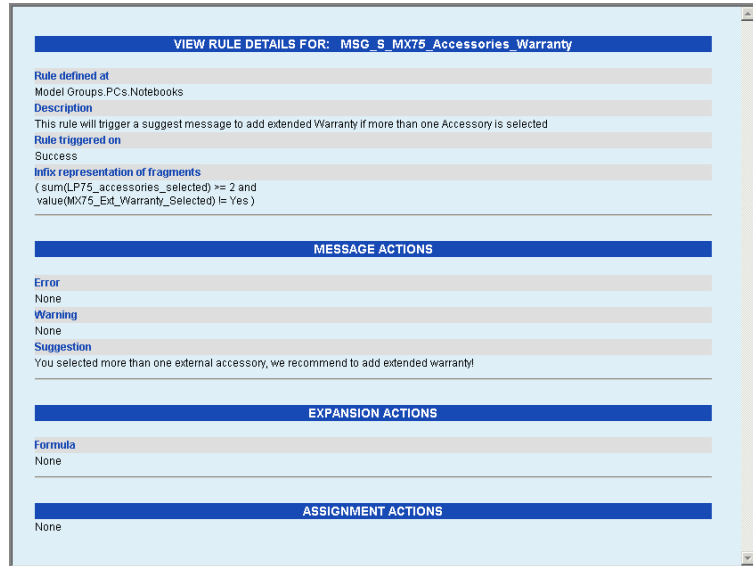 VIEW RULE DETAILS FOR: MSG_S_MX75_Accessories_Warranty
Rule defined at
Model Groups.PCs.Notebooks
Description
This rule will trigger a suggest message to add extended Warranty if more than one Accessory is selected
Rule triggered on
Success
Infix representation of fragments
( sum(LP75_accessories_selected) >= 2 and
value(MX75_Ext_Warranty_Selected) != Yes )
MESSAGE ACTIONS
Error
None
Warning
None
Suggestion
You selected more than one external accessory, we recommend to add extended warranty!
EXPANSION ACTIONS
Formula
None
ASSIGNMENT ACTIONS
None